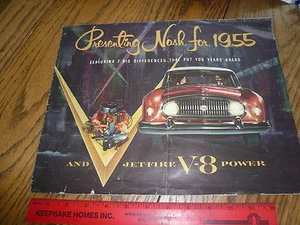 Presenting Nash for 1955
FEATURING 7 BIG DIFFERENCES THAT PUT YOU YEARS AHEAD
AND JETFIRE V-8 POWER
KEEPSAKE HOMES INC.